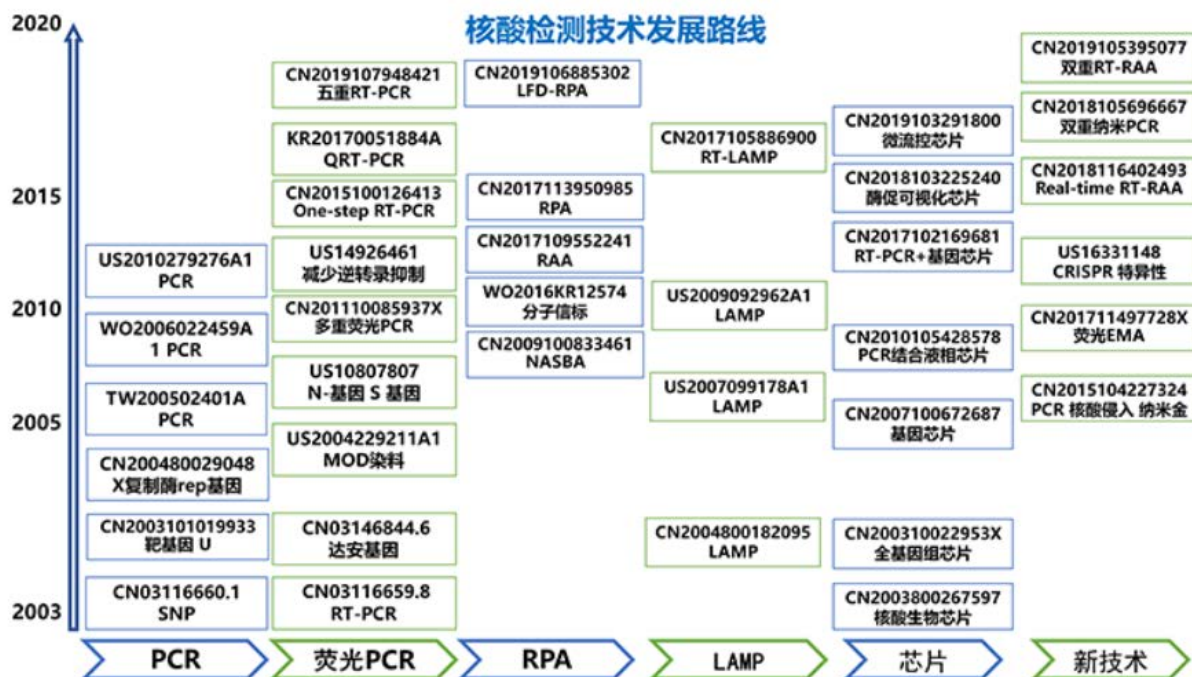 核酸检测技术发展路线
2020
2015
2010
2005
2003
US2010279276A1
PCR
WO2006022459A
1 PCR
TW200502401A
PCR
CN200480029048
X复制酶rep基因
CN2003101019933
靶基因 U
CN03116660.1
SNP
PCR
CN2019107948421
五重RT-PCR
KR20170051884A
QRT-PCR
CN2015100126413
One-step RT-PCR
US14926461
减少逆转录抑制
CN201110085937X
多重荧光PCR
US10807807
N-基因 S 基因
US2004229211A1
MOD染料
CN03146844.6
达安基因
CN03116659.8
RT-PCR
荧光PCR
CN2019106885302
LFD-RPA
CN2017113950985
RPA
CN2017109552241
RAA
WO2016KR12574
分子信标
CN2009100833461
NASBA
RPA
CN2017105886900
RT-LAMP
US2009092962A1
LAMP
US2007099178A1
LAMP
CN2004800182095
LAMP
LAMP
CN2019103291800
微流控芯片
CN2018103225240
酶促可视化芯片
CN2017102169681
RT-PCR+基因芯片
CN2010105428578
PCR结合液相芯片
CN2007100672687
基因芯片
CN200310022953X
全基因组芯片
CN2003800267597
核酸生物芯片
芯片
CN2019105395077
双重RT-RAA
CN2018105696667
双重纳米PCR
CN2018116402493
Real-time RT-RAA
US16331148
CRISPR 特异性
CN201711497728X
荧光EMA
CN2015104227324
PCR 核酸侵入 纳米金
新技术